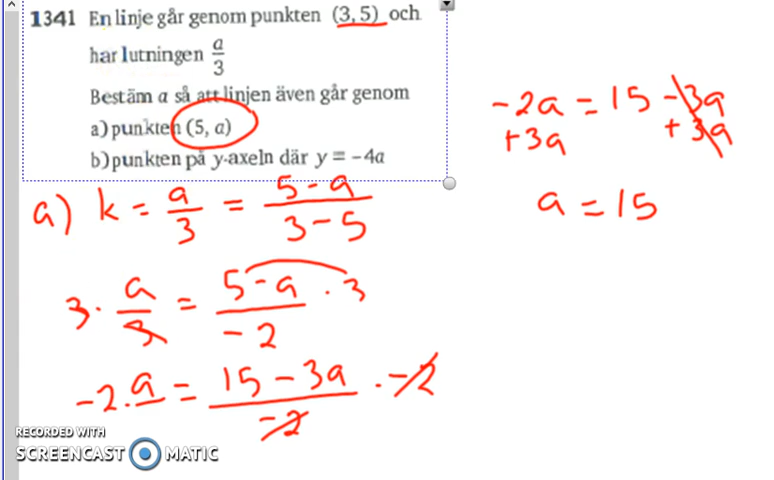 1341 En linje går genom punkten (3, 5) och
har lutningen a/3
Bestäm a så att linjen även går genom
a) punkten (5, a)
b) punkten på y-axeln där y = −4a
a) k = a/3 = (5-a)/(3-5)
3 · a/3 = (5-a)/(-2) · 3
-2 · a = (15-3a)/(-2) · -2
-2a = 15 -3a
+3a +3a
a = 15
RECORDED WITH
SCREENCAST MATIC